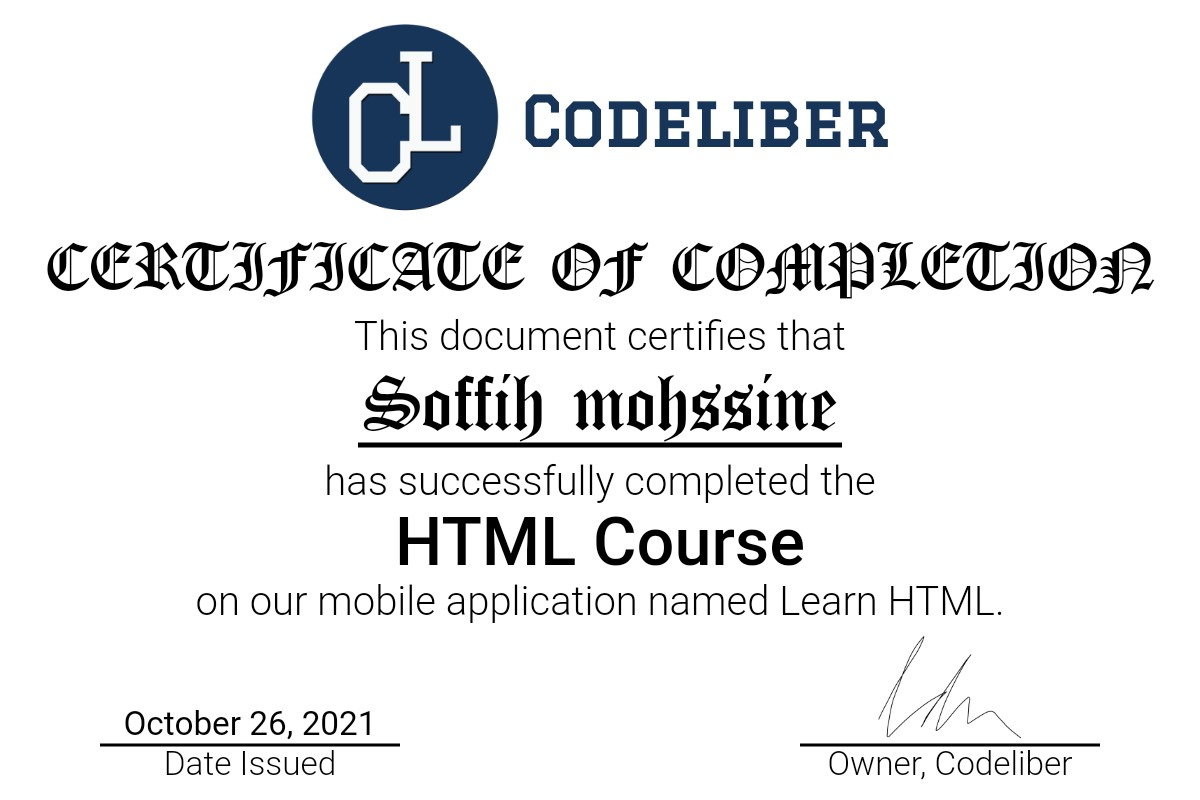 CL CODELIBER
CERTIFICATE OF COMPLETION
This document certifies that
Soffih mohssine
has successfully completed the
HTML Course
on our mobile application named Learn HTML.
October 26, 2021
Date Issued
Owner, Codeliber